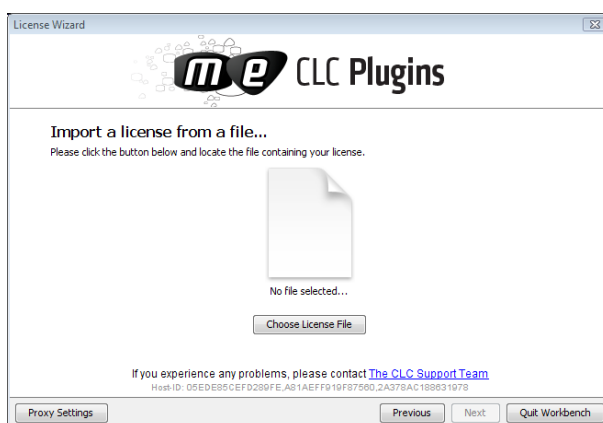 License Wizard
me CLC Plugins
Import a license from a file...
Please click the button below and locate the file containing your license.
No file selected...
Choose License File
If you experience any problems, please contact The CLC Support Team
Host-ID: 05EDE85CEFD289FE,A81AEFF919F87560,2A378AC188631978
Proxy Settings Previous Next Quit Workbench